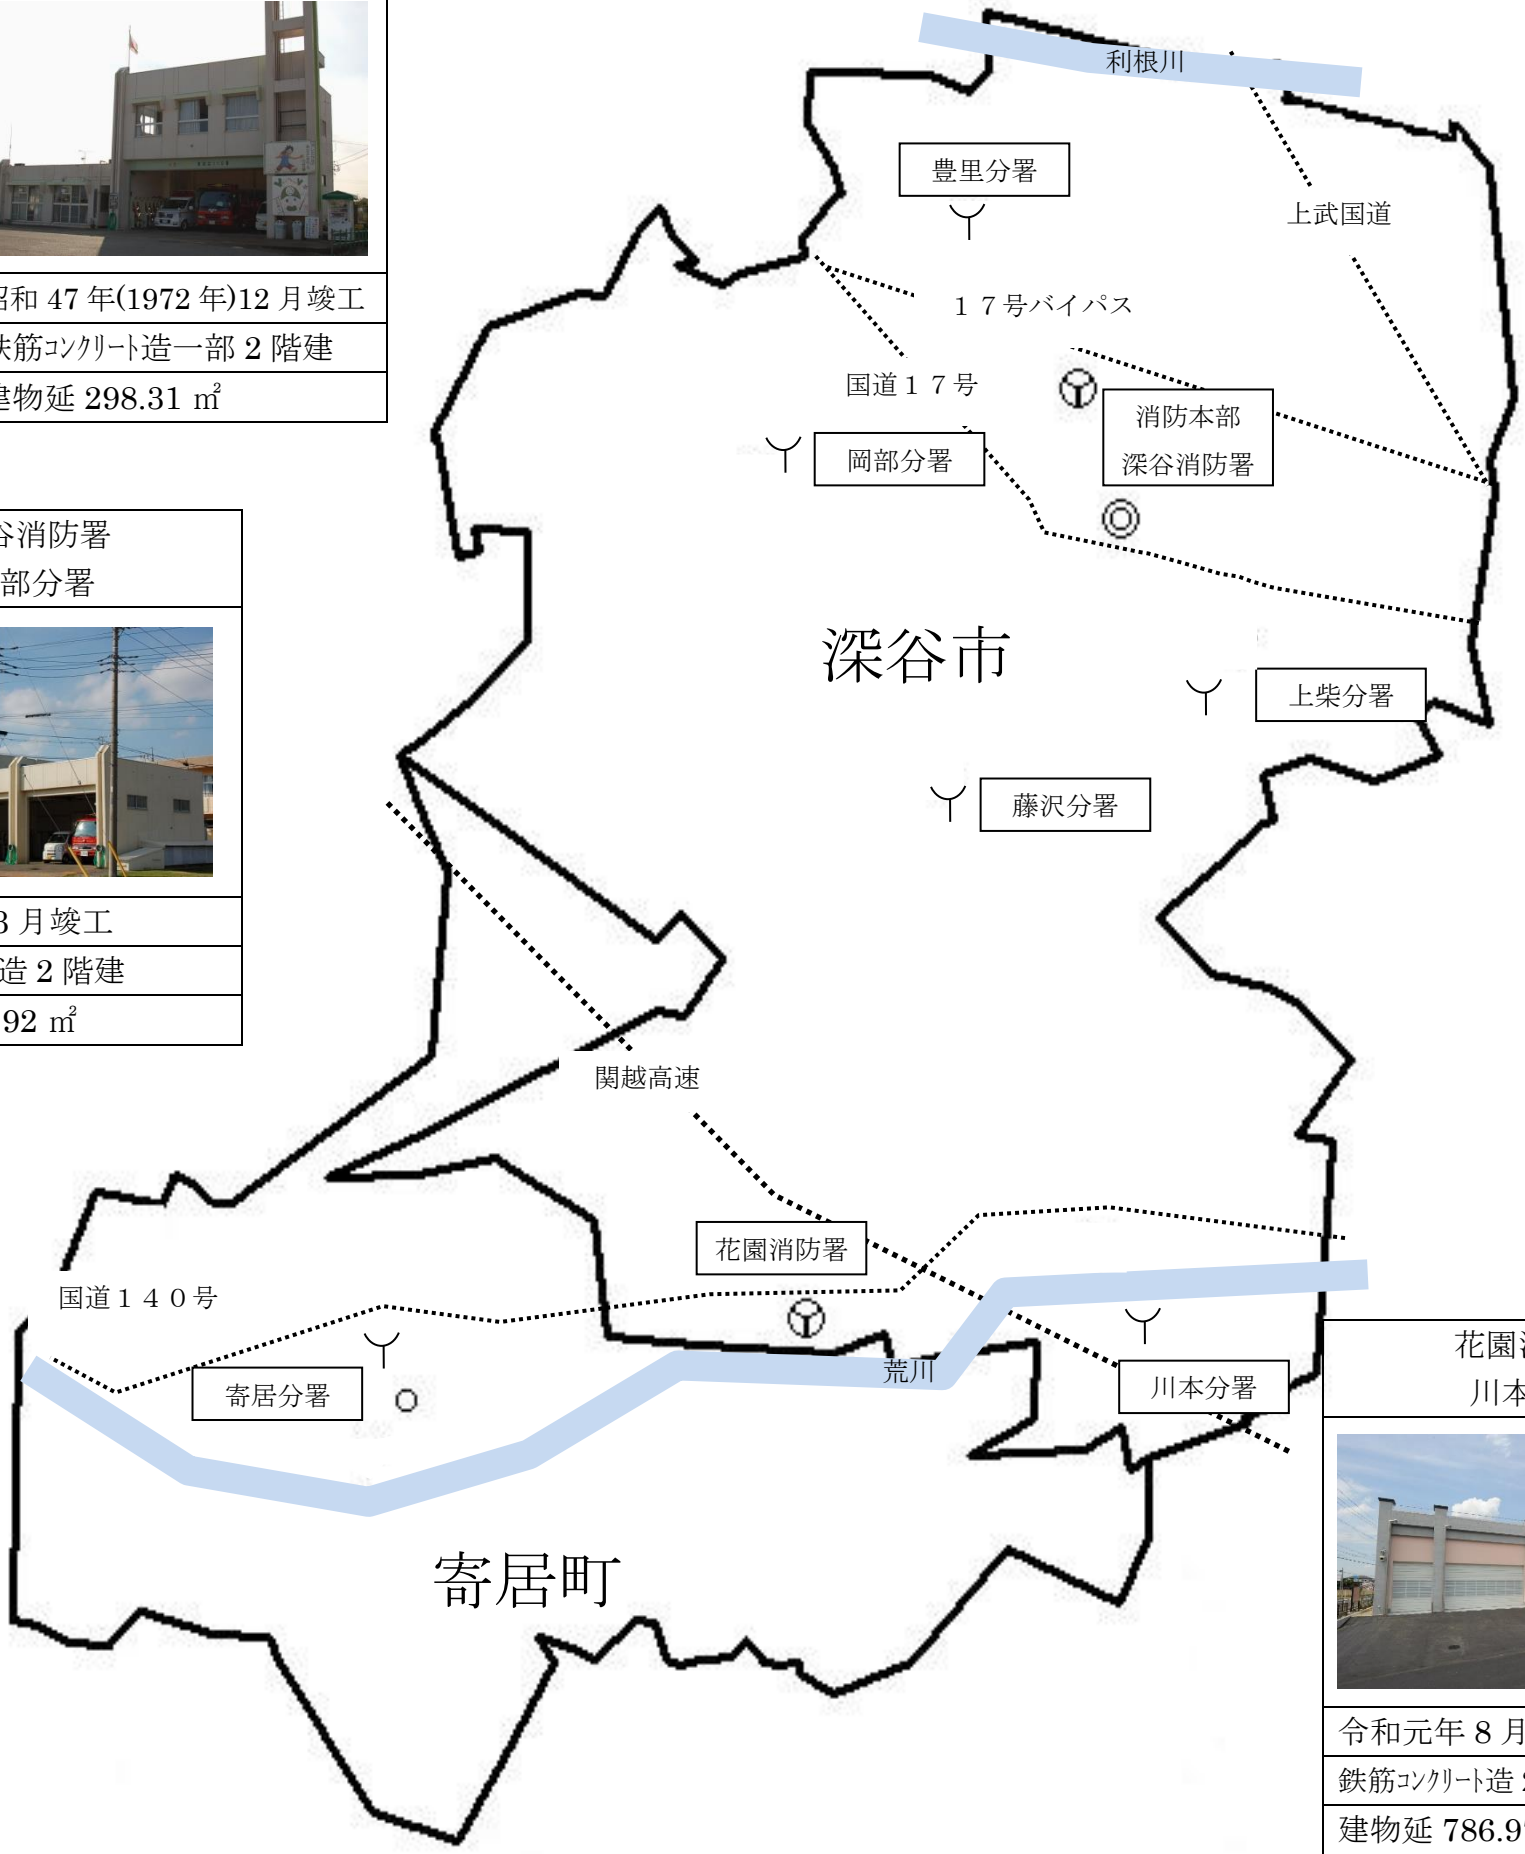 昭和 47 年(1972 年)12 月竣工
鉄筋コンクリート造一部 2 階建
建物延 298.31 ㎡
谷消防署
部分署
3 月竣工
造 2 階建
92 ㎡
利根川
豊里分署
上武国道
１７号バイパス
国道１７号
消防本部
深谷消防署
岡部分署
深谷市
上柴分署
藤沢分署
関越高速
花園消防署
国道１４０号
荒川
寄居分署
川本分署
寄居町
花園
川本
令和元年 8 月
鉄筋コンクリート造
建物延 786.9